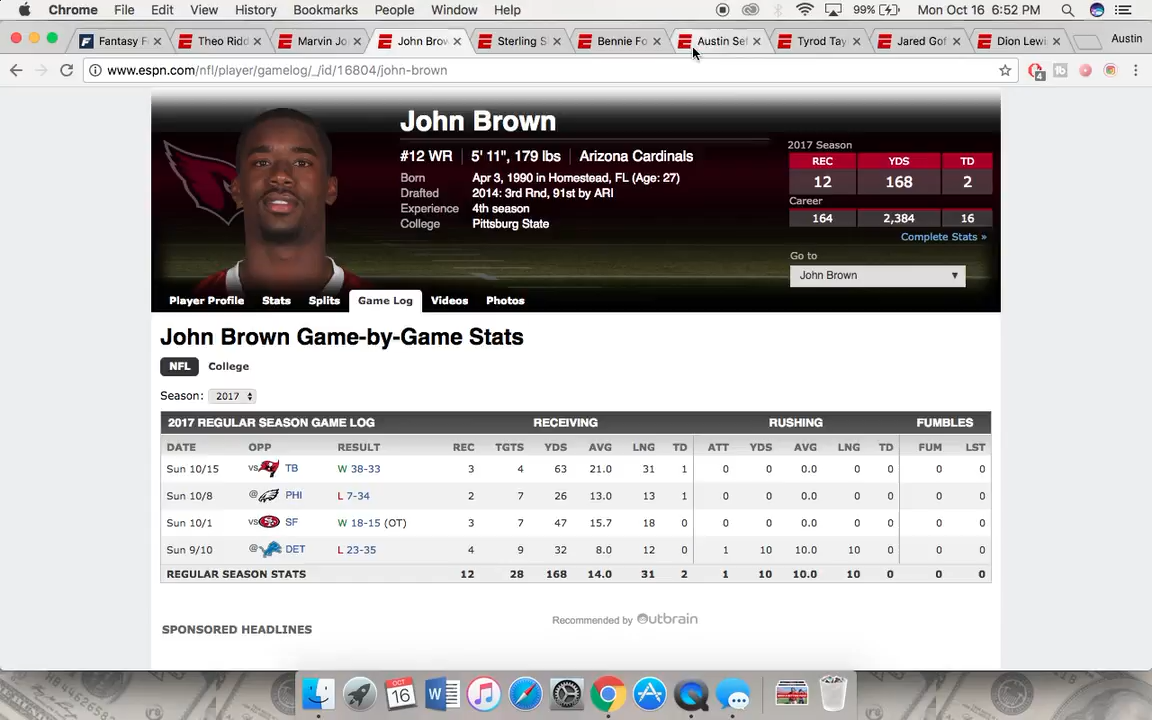 Chrome File Edit View History Bookmarks People Window Help 99% Mon Oct 16 6:52 PM
Fantasy F Theo Ridd Marvin Jo John Brow Sterling S Bennie Fo Austin Sef Tyrod Tay Jared Gof Dion Lewi Austin
www.espn.com/nfl/player/gamelog/_/id/16804/john-brown 4
John Brown
#12 WR 5' 11", 179 lbs Arizona Cardinals
Born Apr 3, 1990 in Homestead, FL (Age: 27)
Drafted 2014: 3rd Rnd, 91st by ARI
Experience 4th season
College Pittsburg State
2017 Season
REC YDS TD
12 168 2
Career
164 2,384 16
Complete Stats »
Go to
John Brown
Player Profile Stats Splits Game Log Videos Photos
John Brown Game-by-Game Stats
NFL College
Season: 2017
2017 REGULAR SEASON GAME LOG RECEIVING RUSHING FUMBLES
DATE OPP RESULT REC TGTS YDS AVG LNG TD ATT YDS AVG LNG TD FUM LST
Sun 10/15 vs TB W 38-33 3 4 63 21.0 31 1 0 0 0.0 0 0 0 0
Sun 10/8 @ PHI L 7-34 2 7 26 13.0 13 1 0 0 0.0 0 0 0 0
Sun 10/1 vs SF W 18-15 (OT) 3 7 47 15.7 18 0 0 0 0.0 0 0 0 0
Sun 9/10 @ DET L 23-35 4 9 32 8.0 12 0 1 10 10.0 10 0 0 0
REGULAR SEASON STATS 12 28 168 14.0 31 2 1 10 10.0 10 0 0 0
Recommended by Outbrain
SPONSORED HEADLINES
OCT
16